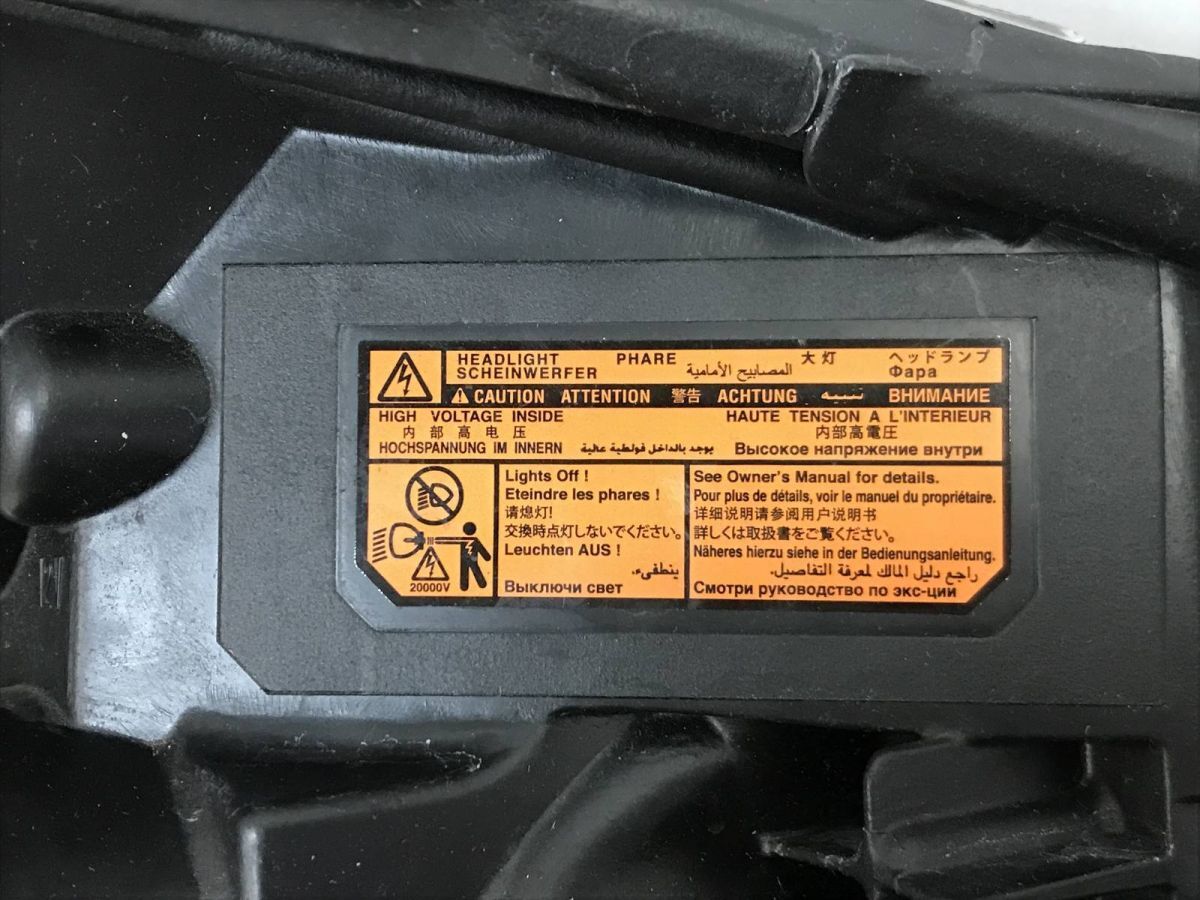 HEADLIGHT PHARE 大灯 ヘッドランプ
SCHEINWERFER المصابيح الأمامية Фара
CAUTION ATTENTION 警告 ACHTUNG تنبيه ВНИМАНИЕ
HIGH VOLTAGE INSIDE HAUTE TENSION A L'INTERIEUR
内部高电压 内部高電圧
HOCHSPANNUNG IM INNERN يوجد بالداخل فولطية عالية Высокое напряжение внутри
Lights Off !
Eteindre les phares !
请熄灯!
交換時点灯しないでください。
Leuchten AUS !
ينطفىء.
Выключи свет
20000V
See Owner's Manual for details.
Pour plus de détails, voir le manuel du propriétaire.
详细说明请参阅用户说明书
詳しくは取扱書をご覧ください。
Näheres hierzu siehe in der Bedienungsanleitung.
راجع دليل المالك لمعرفة التفاصيل.
Смотри руководство по экс-ции